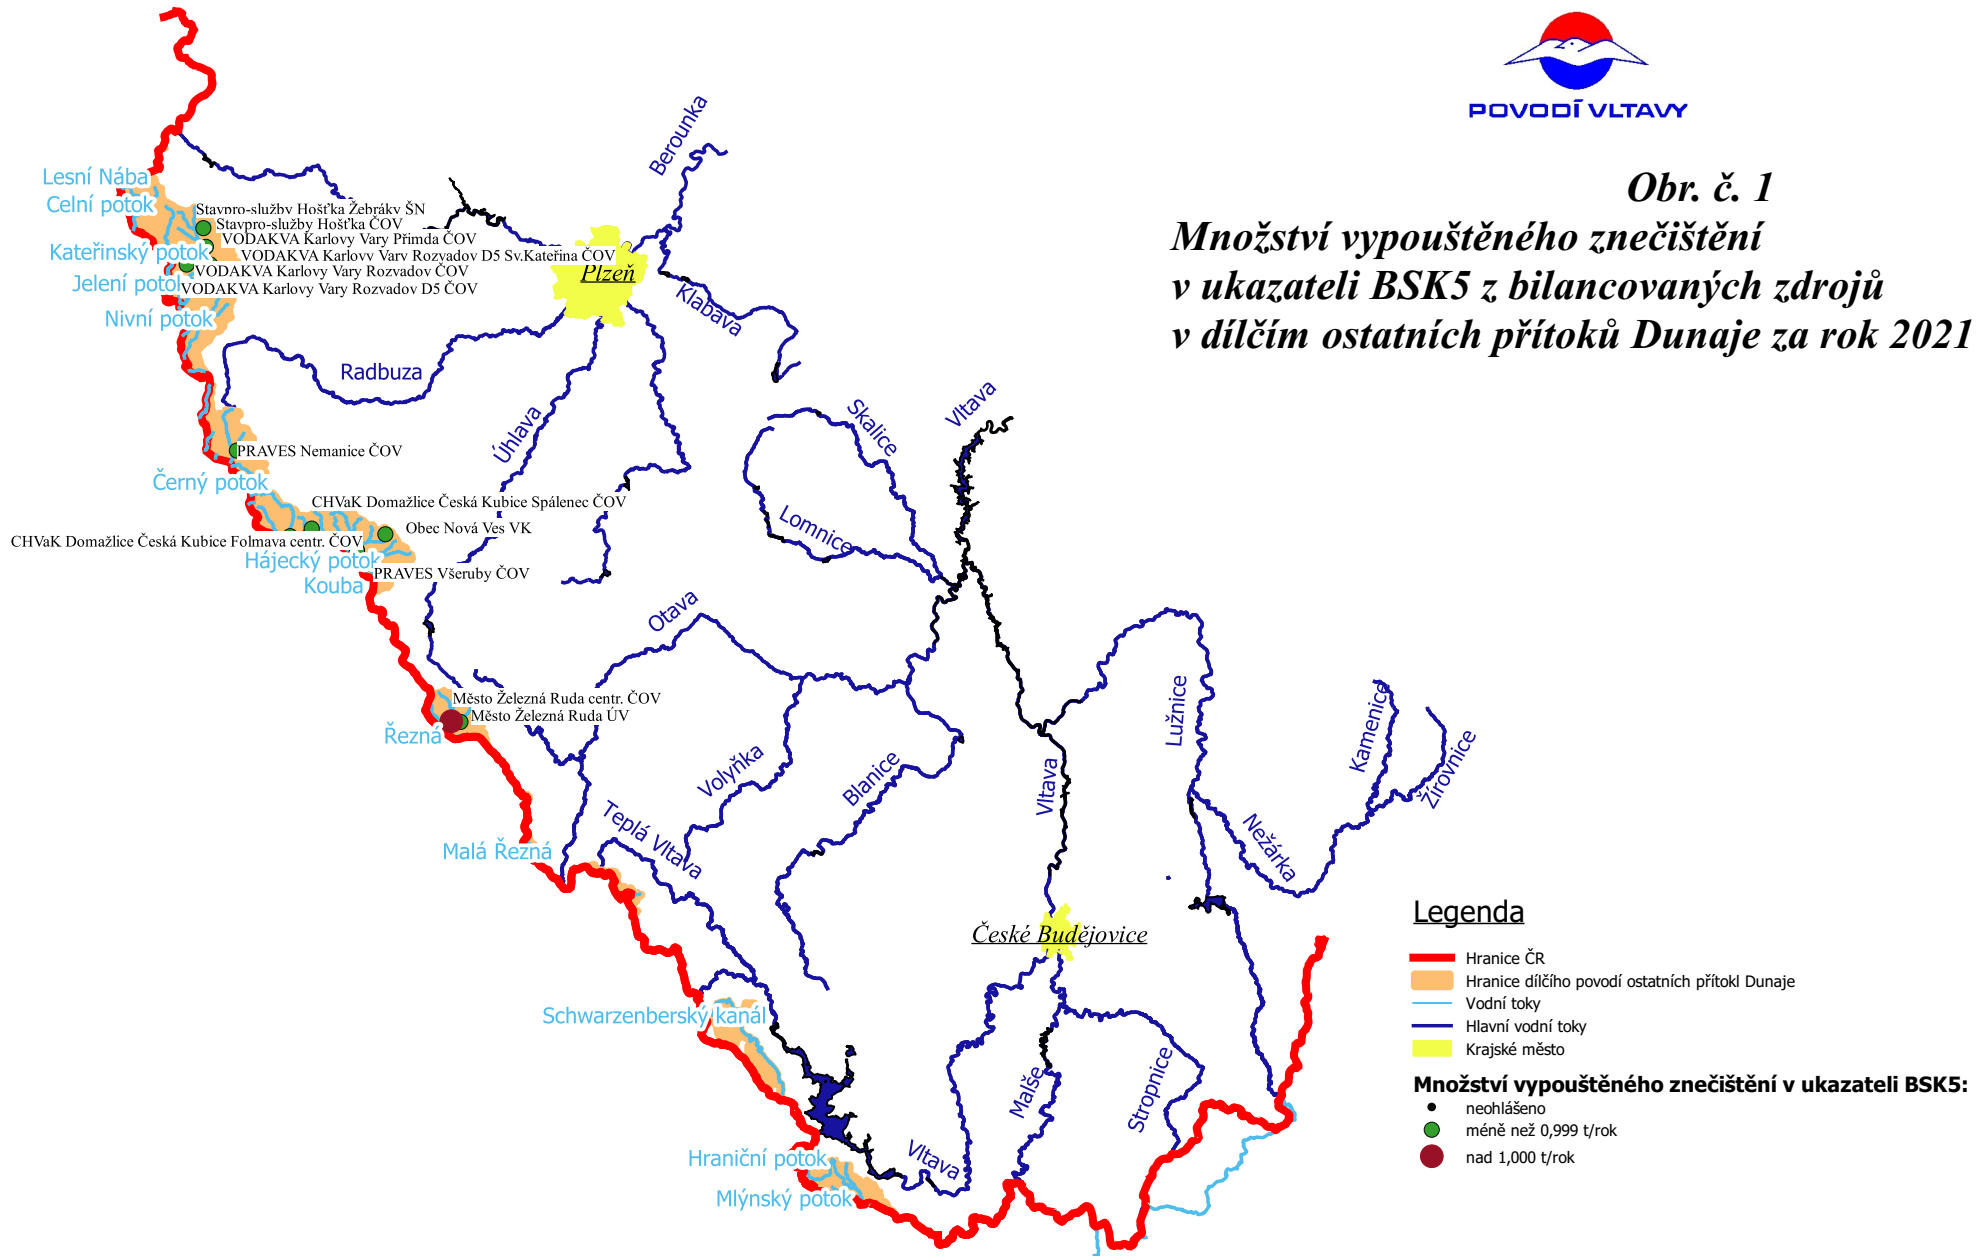 POVODÍ VLTAVY
Obr. č. 1
Množství vypouštěného znečištění
v ukazateli BSK5 z bilancovaných zdrojů
v dílčím ostatních přítoků Dunaje za rok 2021
Berounka
Lesní Nába
Celní potok
Stavpro-služby Hošťka Žebráky ŠN
Stavpro-služby Hošťka ČOV
VODAKVA Karlovy Vary Přimda ČOV
Kateřinský potok
VODAKVA Karlovy Vary Rozvadov D5 Sv.Kateřina ČOV
VODAKVA Karlovy Vary Rozvadov ČOV
Plzeň
Jelení potok
VODAKVA Karlovy Vary Rozvadov D5 ČOV
Klabava
Nivní potok
Radbuza
Úhlava
Skalice
Vltava
PRAVES Nemanice ČOV
Černý potok
CHVaK Domažlice Česká Kubice Spálenec ČOV
Obec Nová Ves VK
Lomnice
CHVaK Domažlice Česká Kubice Folmava centr. ČOV
Hájecký potok
PRAVES Všeruby ČOV
Kouba
Otava
Město Železná Ruda centr. ČOV
Město Železná Ruda ÚV
Řezná
Lužnice
Kamenice
Žirovnice
Volyňka
Blanice
Vltava
Teplá Vltava
Malá Řezná
Nežárka
České Budějovice
Schwarzenberský kanál
Malše
Stropnice
Hraniční potok
Vltava
Mlýnský potok
Legenda
Hranice ČR
Hranice dílčího povodí ostatních přítokl Dunaje
Vodní toky
Hlavní vodní toky
Krajské město
Množství vypouštěného znečištění v ukazateli BSK5:
neohlášeno
méně než 0,999 t/rok
nad 1,000 t/rok